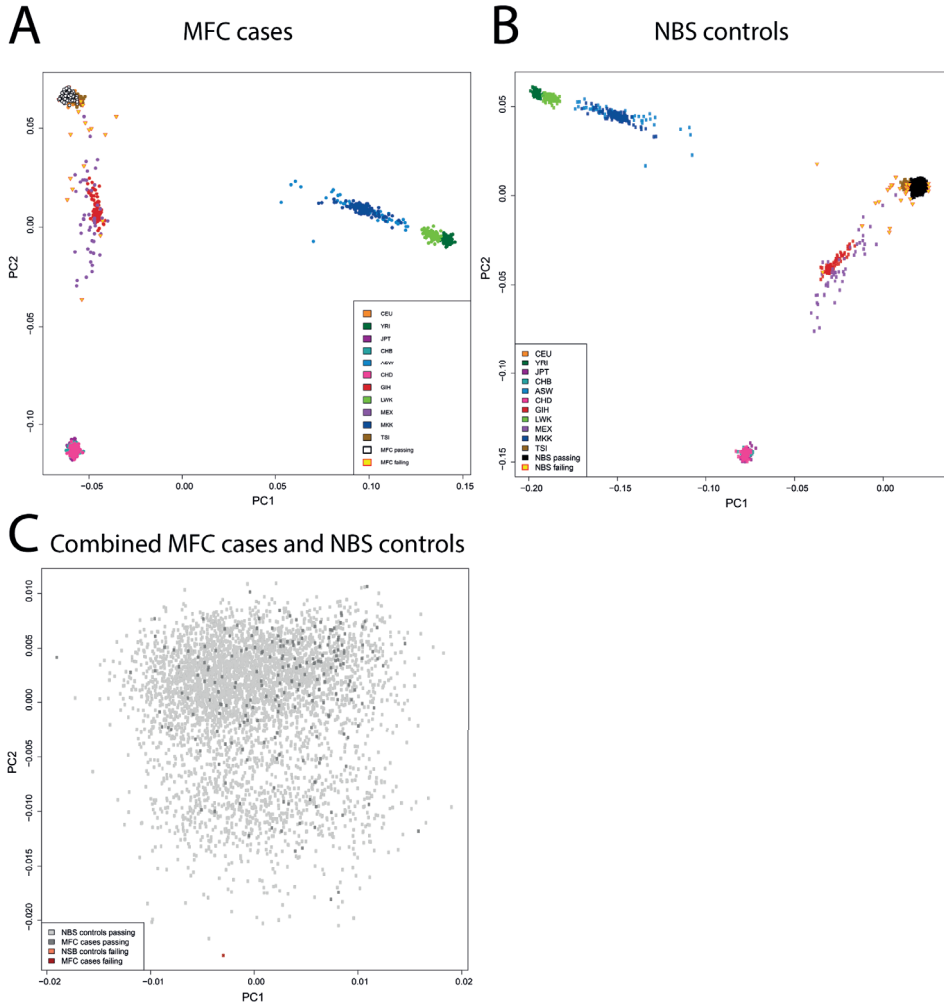 A
MFC cases
0.05
0.00
−0.05
−0.10
PC2
−0.05
0.00
0.05
0.10
0.15
PC1
CEU
YRI
JPT
CHB
ASW
CHD
GIH
LWK
MEX
MKK
TSI
MFC passing
MFC failing
B
NBS controls
0.05
0.00
−0.05
−0.10
−0.15
PC2
−0.20
−0.15
−0.10
−0.05
0.00
PC1
CEU
YRI
JPT
CHB
ASW
CHD
GIH
LWK
MEX
MKK
TSI
NBS passing
NBS failing
C
Combined MFC cases and NBS controls
0.010
0.005
0.000
−0.005
−0.010
−0.015
−0.020
PC2
−0.02
−0.01
0.00
0.01
0.02
PC1
NBS controls passing
MFC cases passing
NSB controls failing
MFC cases failing